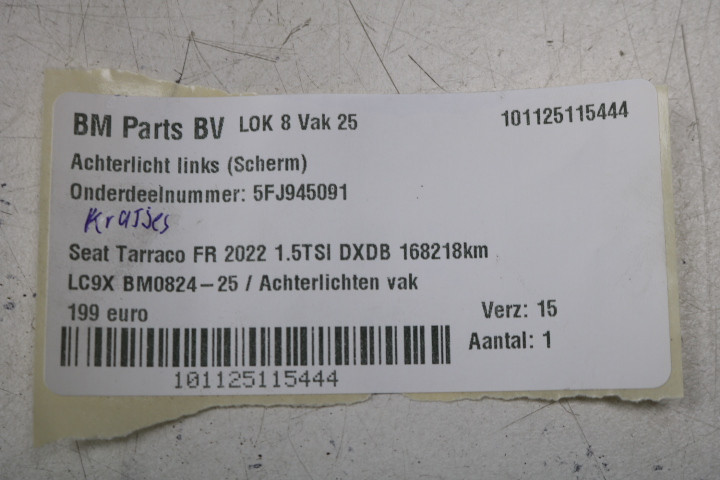 BM Parts BV LOK 8 Vak 25 101125115444
Achterlicht links (Scherm)
Onderdeelnummer: 5FJ945091
Krasjes
Seat Tarraco FR 2022 1.5TSI DXDB 168218km
LC9X BM0824-25 / Achterlichten vak
199 euro Verz: 15
Aantal: 1
101125115444